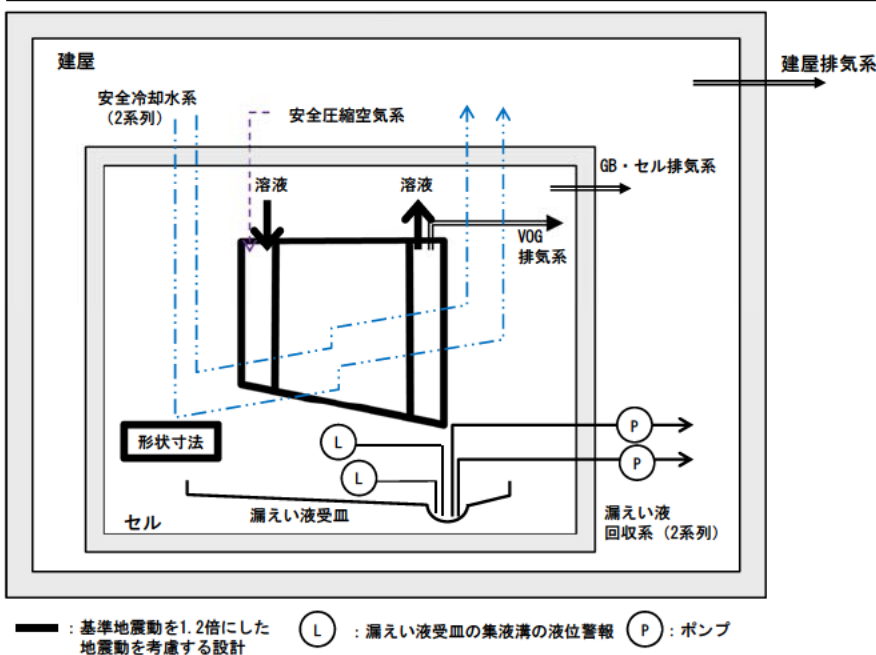 建屋
建屋排気系
安全冷却水系
(2系列)
安全圧縮空気系
GB・セル排気系
溶液
溶液
VOG
排気系
形状寸法
L
L
P
P
漏えい液受皿
セル
漏えい液
回収系(2系列)
:基準地震動を1.2倍にした
地震動を考慮する設計
L
:漏えい液受皿の集液溝の液位警報
P
:ポンプ